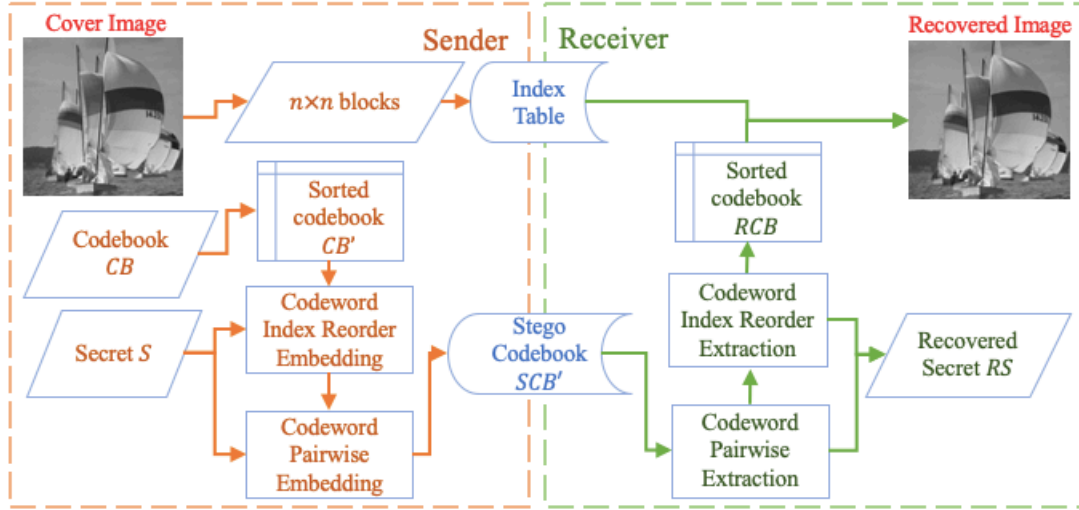 Cover Image
Sender
Receiver
Recovered Image
n×n blocks
Index
Table
Sorted
codebook
CB′
Sorted
codebook
RCB
Codebook
CB
Codeword
Index Reorder
Embedding
Codeword
Index Reorder
Extraction
Secret S
Stego
Codebook
SCB′
Recovered
Secret RS
Codeword
Pairwise
Embedding
Codeword
Pairwise
Extraction